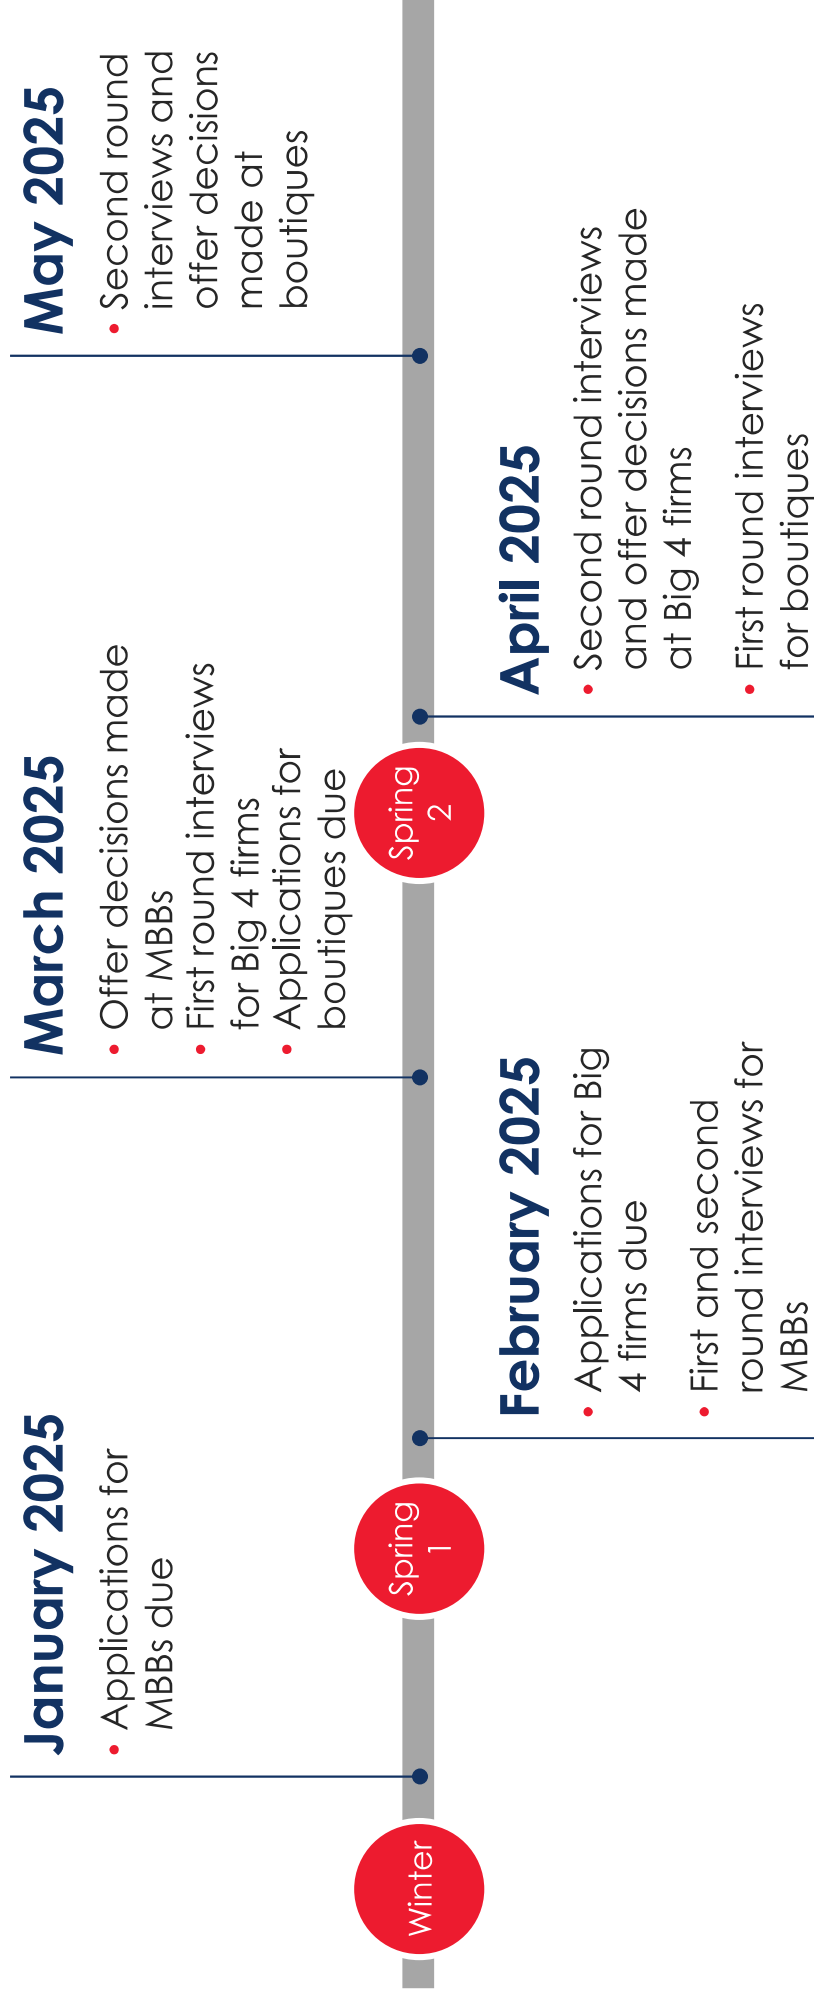 Winter
January 2025
• Applications for
MBBs due
Spring
1
February 2025
• Applications for Big
4 firms due
• First and second
round interviews for
MBBs
March 2025
• Offer decisions made
at MBBs
• First round interviews
for Big 4 firms
• Applications for
boutiques due
Spring
2
April 2025
• Second round interviews
and offer decisions made
at Big 4 firms
• First round interviews
for boutiques
May 2025
• Second round
interviews and
offer decisions
made at
boutiques